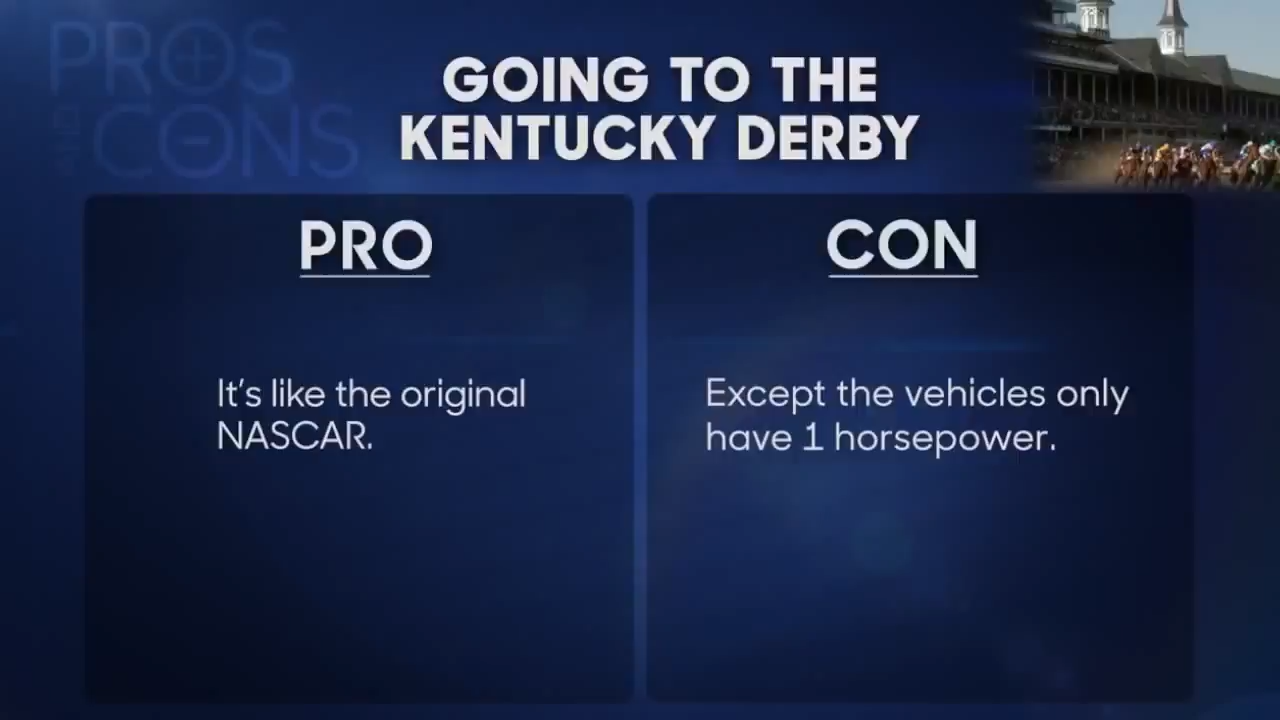 PROS
AND
CONS
GOING TO THE
KENTUCKY DERBY
PRO
It's like the original
NASCAR.
CON
Except the vehicles only
have 1 horsepower.